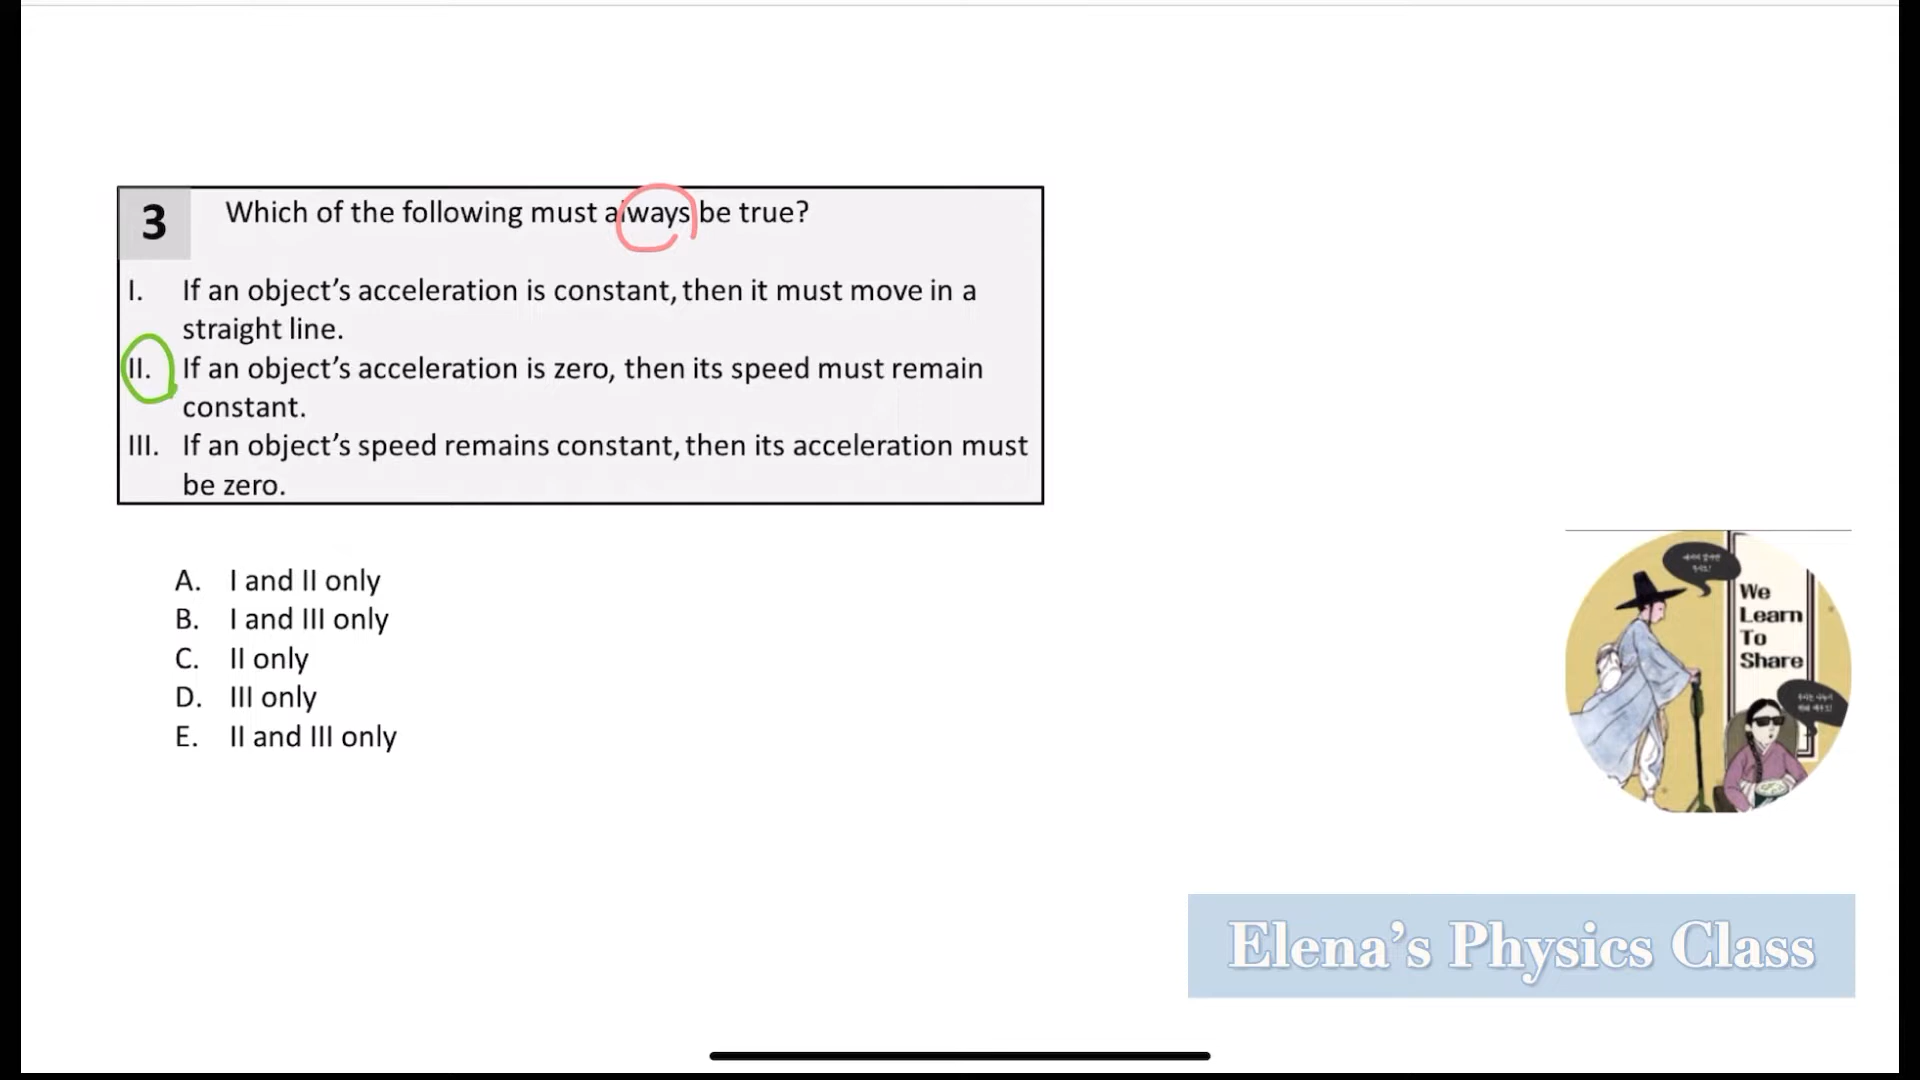 3 Which of the following must always be true?
I. If an object's acceleration is constant, then it must move in a
straight line.
II. If an object's acceleration is zero, then its speed must remain
constant.
III. If an object's speed remains constant, then its acceleration must
be zero.
A. I and II only
B. I and III only
C. II only
D. III only
E. II and III only
We
Learn
To
Share
Elena's Physics Class